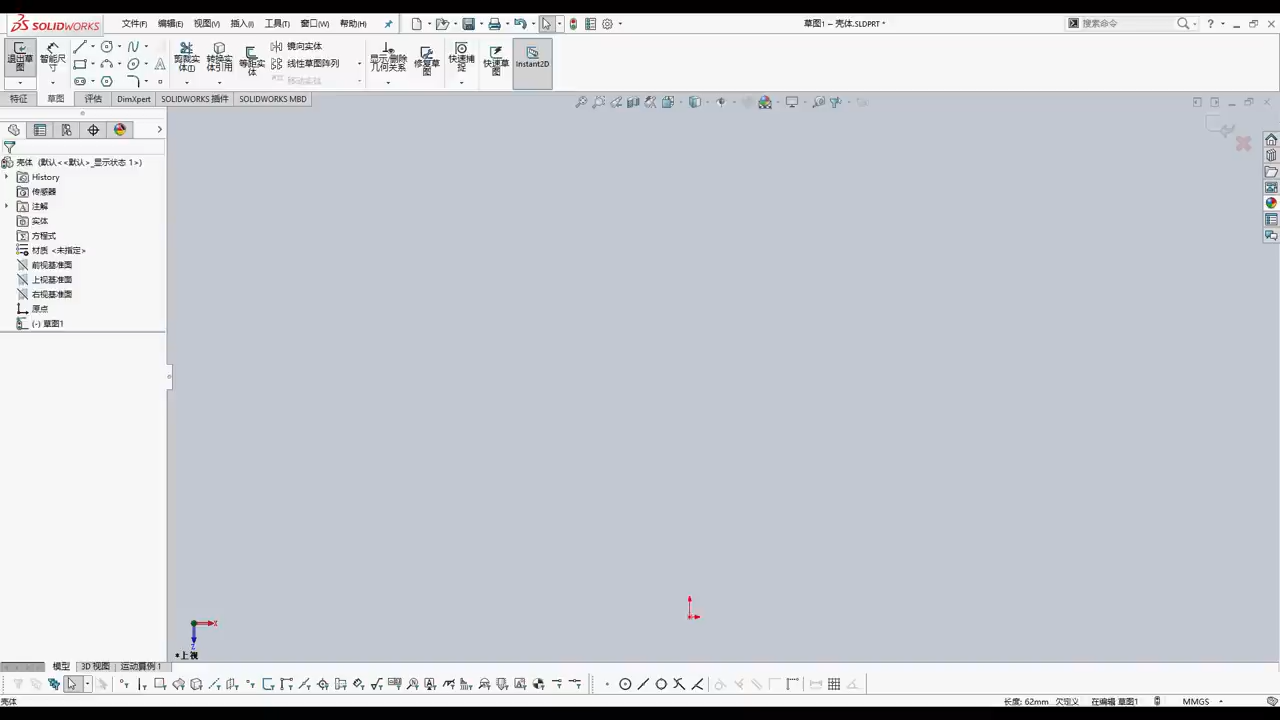 SOLIDWORKS
文件(F)
编辑(E)
视图(V)
插入(I)
工具(T)
窗口(W)
帮助(H)
草图1 – 壳体.SLDPRT *
搜索命令
退出草图
智能尺寸
剪裁实体(T)
转换实体引用
等距实体
镜向实体
线性草图阵列
移动实体
显示/删除几何关系
修复草图
快速捕捉
快速草图
Instant2D
特征
草图
评估
DimXpert
SOLIDWORKS 插件
SOLIDWORKS MBD
壳体 (默认<<默认>_显示状态 1>)
History
传感器
注解
实体
方程式
材质 <未指定>
前视基准面
上视基准面
右视基准面
原点
(-) 草图1
X
Z
*上视
模型
3D 视图
运动算例 1
壳体
长度: 62mm
欠定义
在编辑 草图1
MMGS